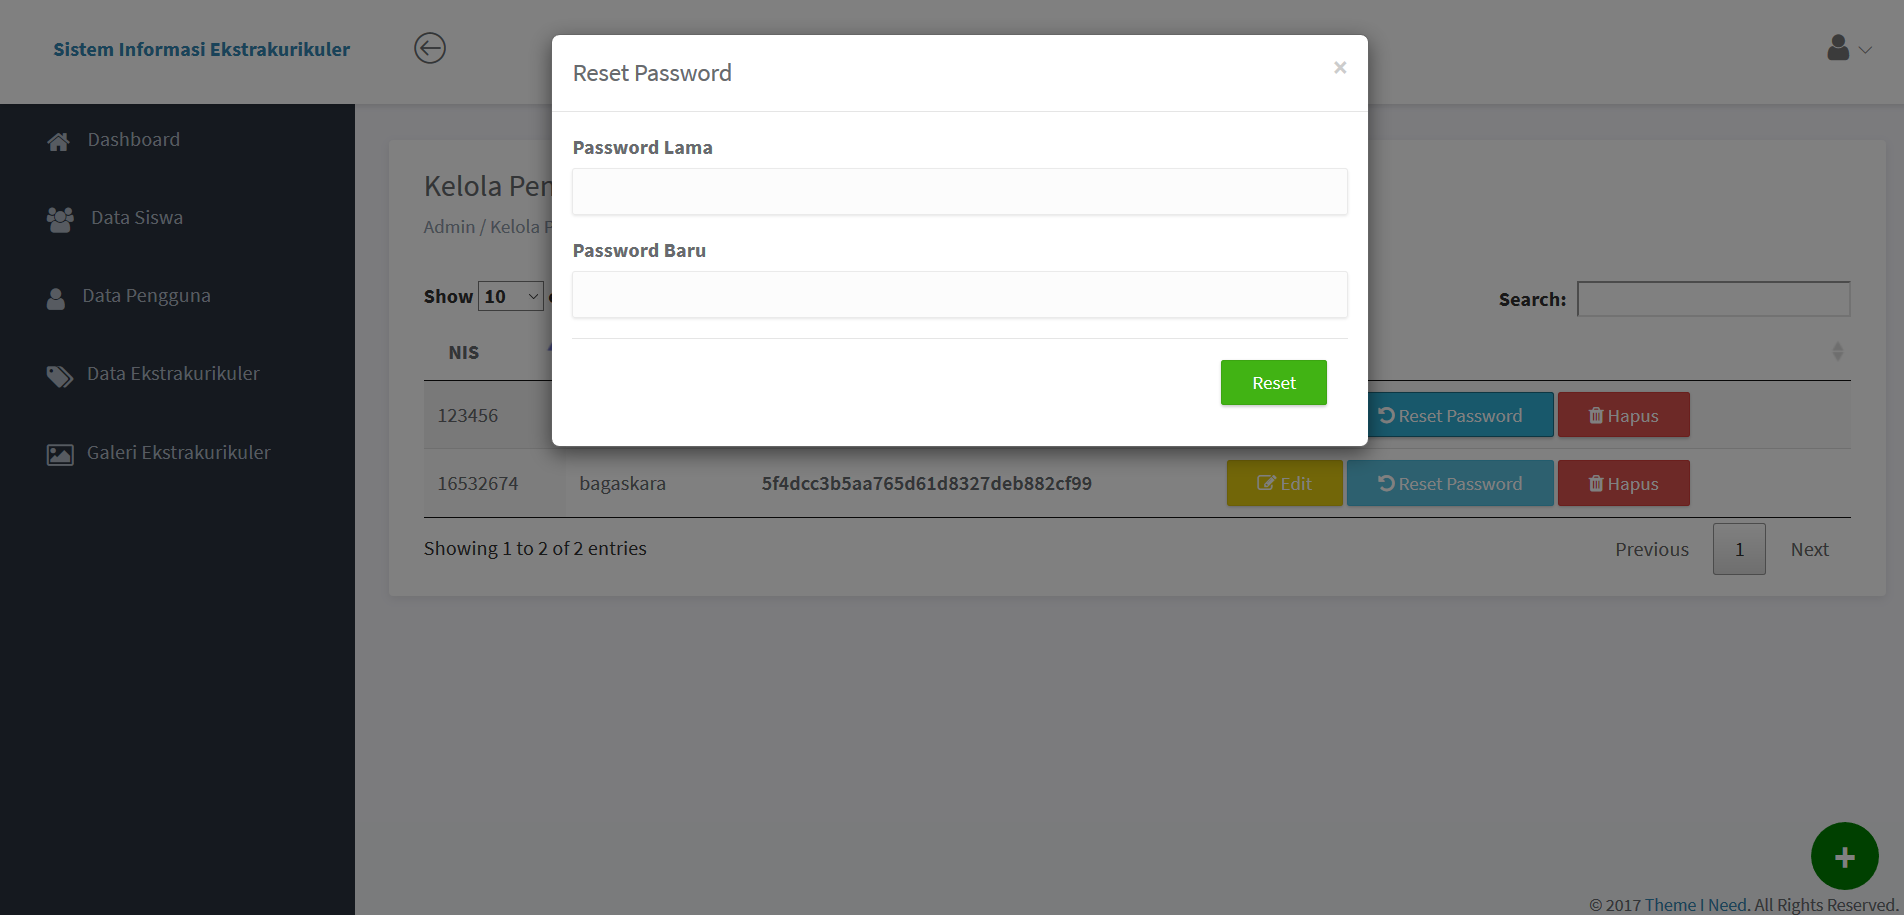 Sistem Informasi Ekstrakurikuler
Reset Password
×
Password Lama
Password Baru
Reset
Dashboard
Data Siswa
Data Pengguna
Data Ekstrakurikuler
Galeri Ekstrakurikuler
Kelola Pen
Admin / Kelola P
Show 10
Search:
NIS
123456 Reset Password Hapus
16532674 bagaskara 5f4dcc3b5aa765d61d8327deb882cf99 Edit Reset Password Hapus
Showing 1 to 2 of 2 entries
Previous 1 Next
+
© 2017 Theme I Need. All Rights Reserved.